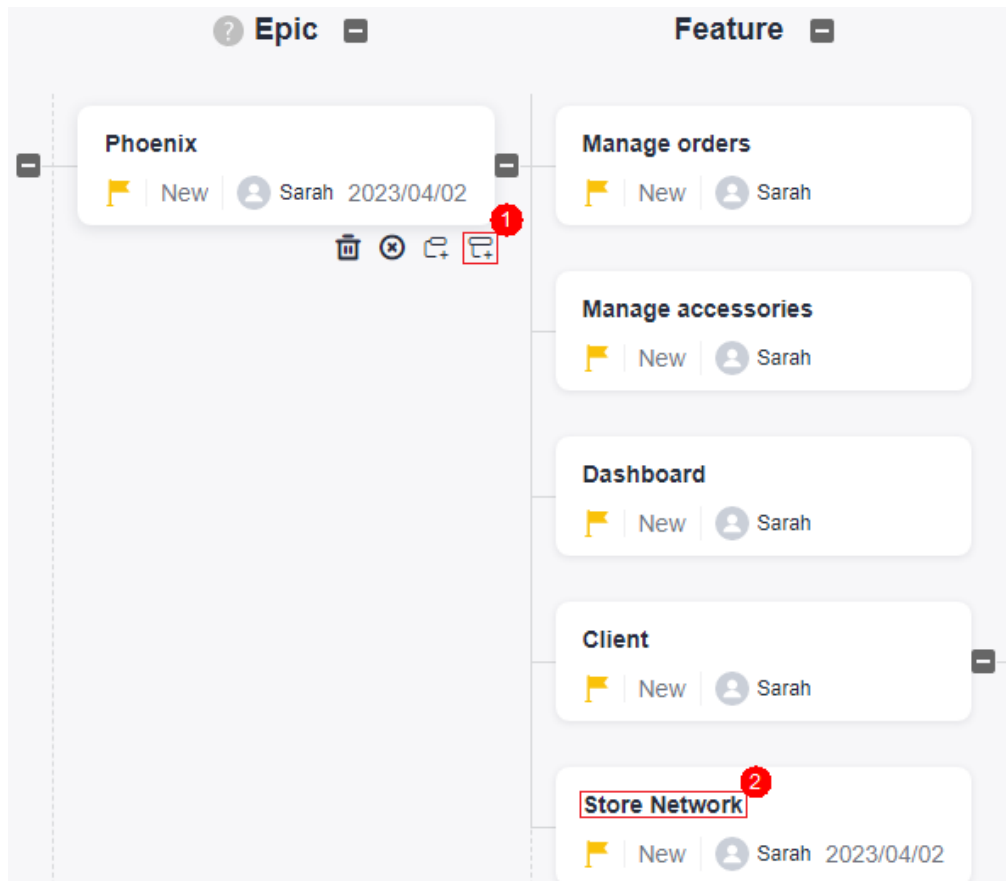 ? Epic
Feature
Phoenix
New Sarah 2023/04/02
1
Manage orders
New Sarah
Manage accessories
New Sarah
Dashboard
New Sarah
Client
New Sarah
2
Store Network
New Sarah 2023/04/02